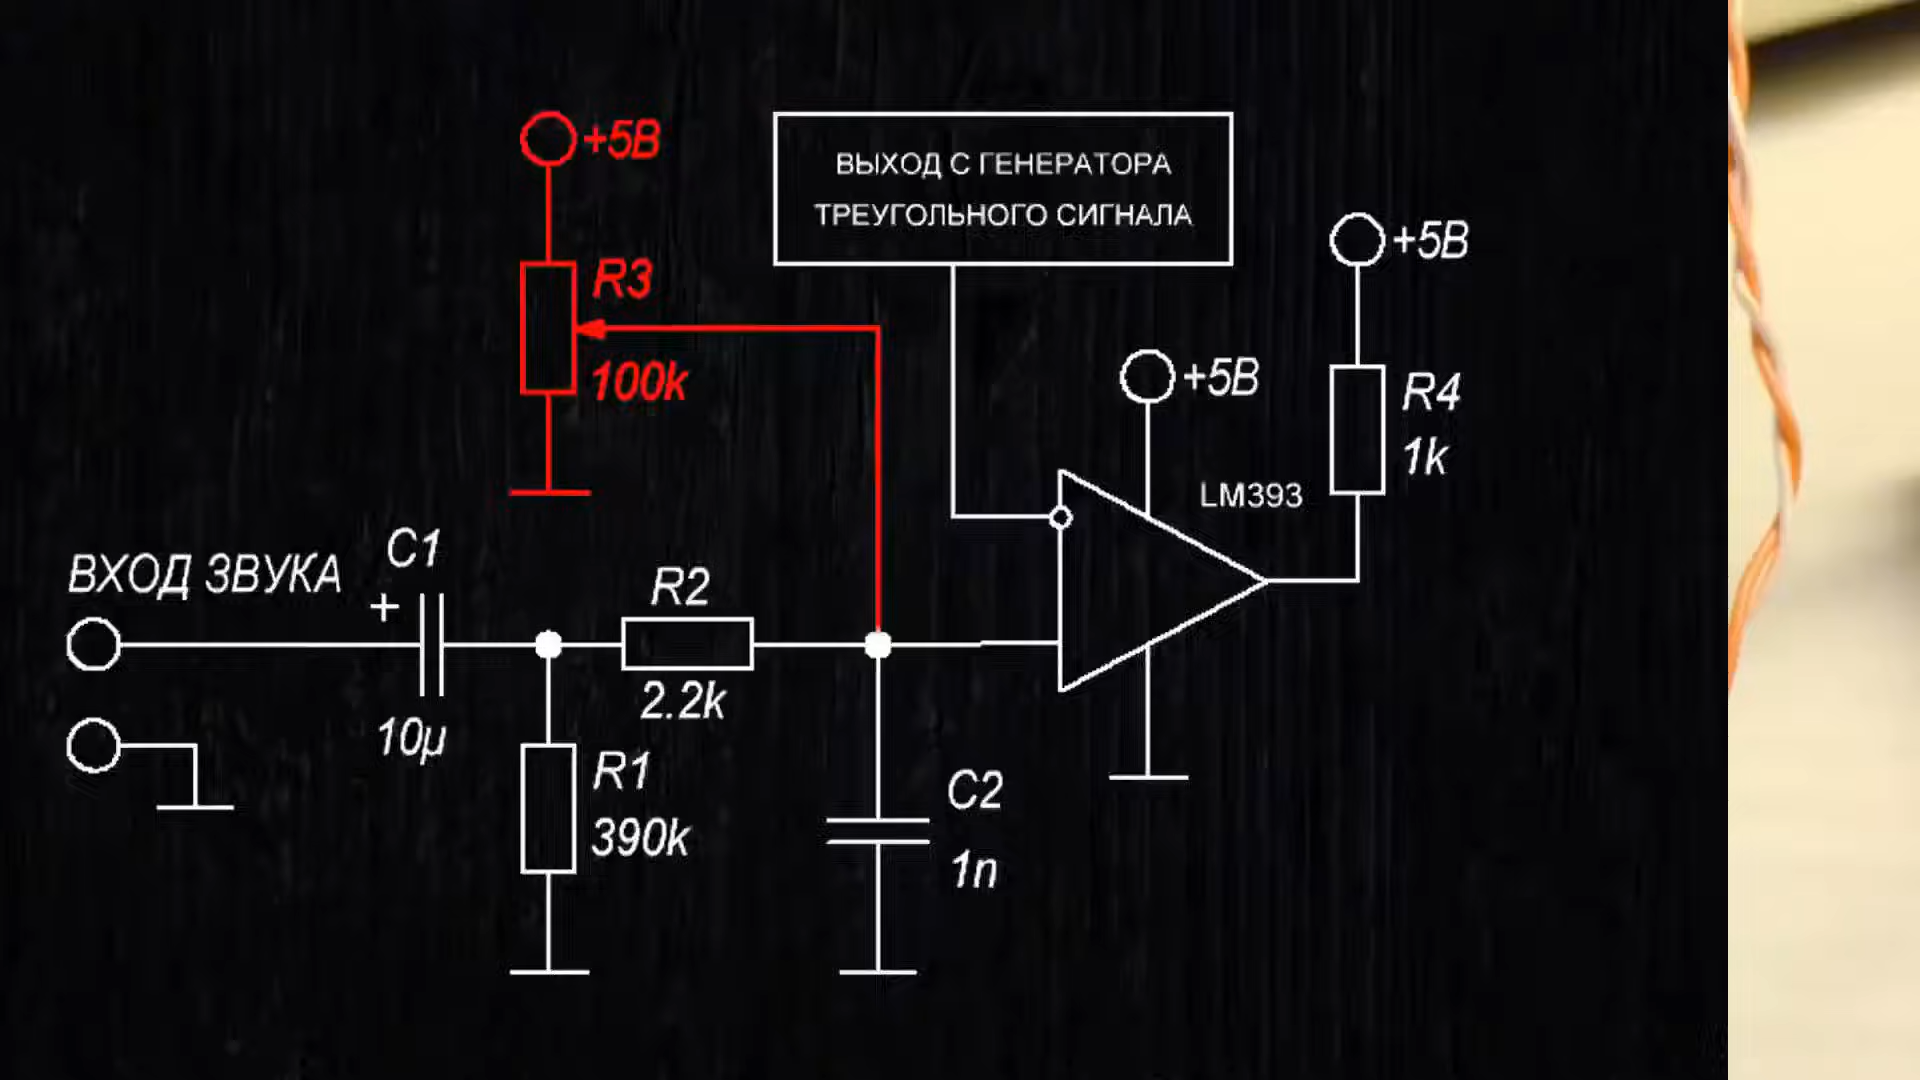 +5В
ВЫХОД С ГЕНЕРАТОРА
ТРЕУГОЛЬНОГО СИГНАЛА
+5В
R3
100k
+5В
R4
1k
LM393
ВХОД ЗВУКА
C1
+
10µ
R2
2.2k
R1
390k
C2
1n